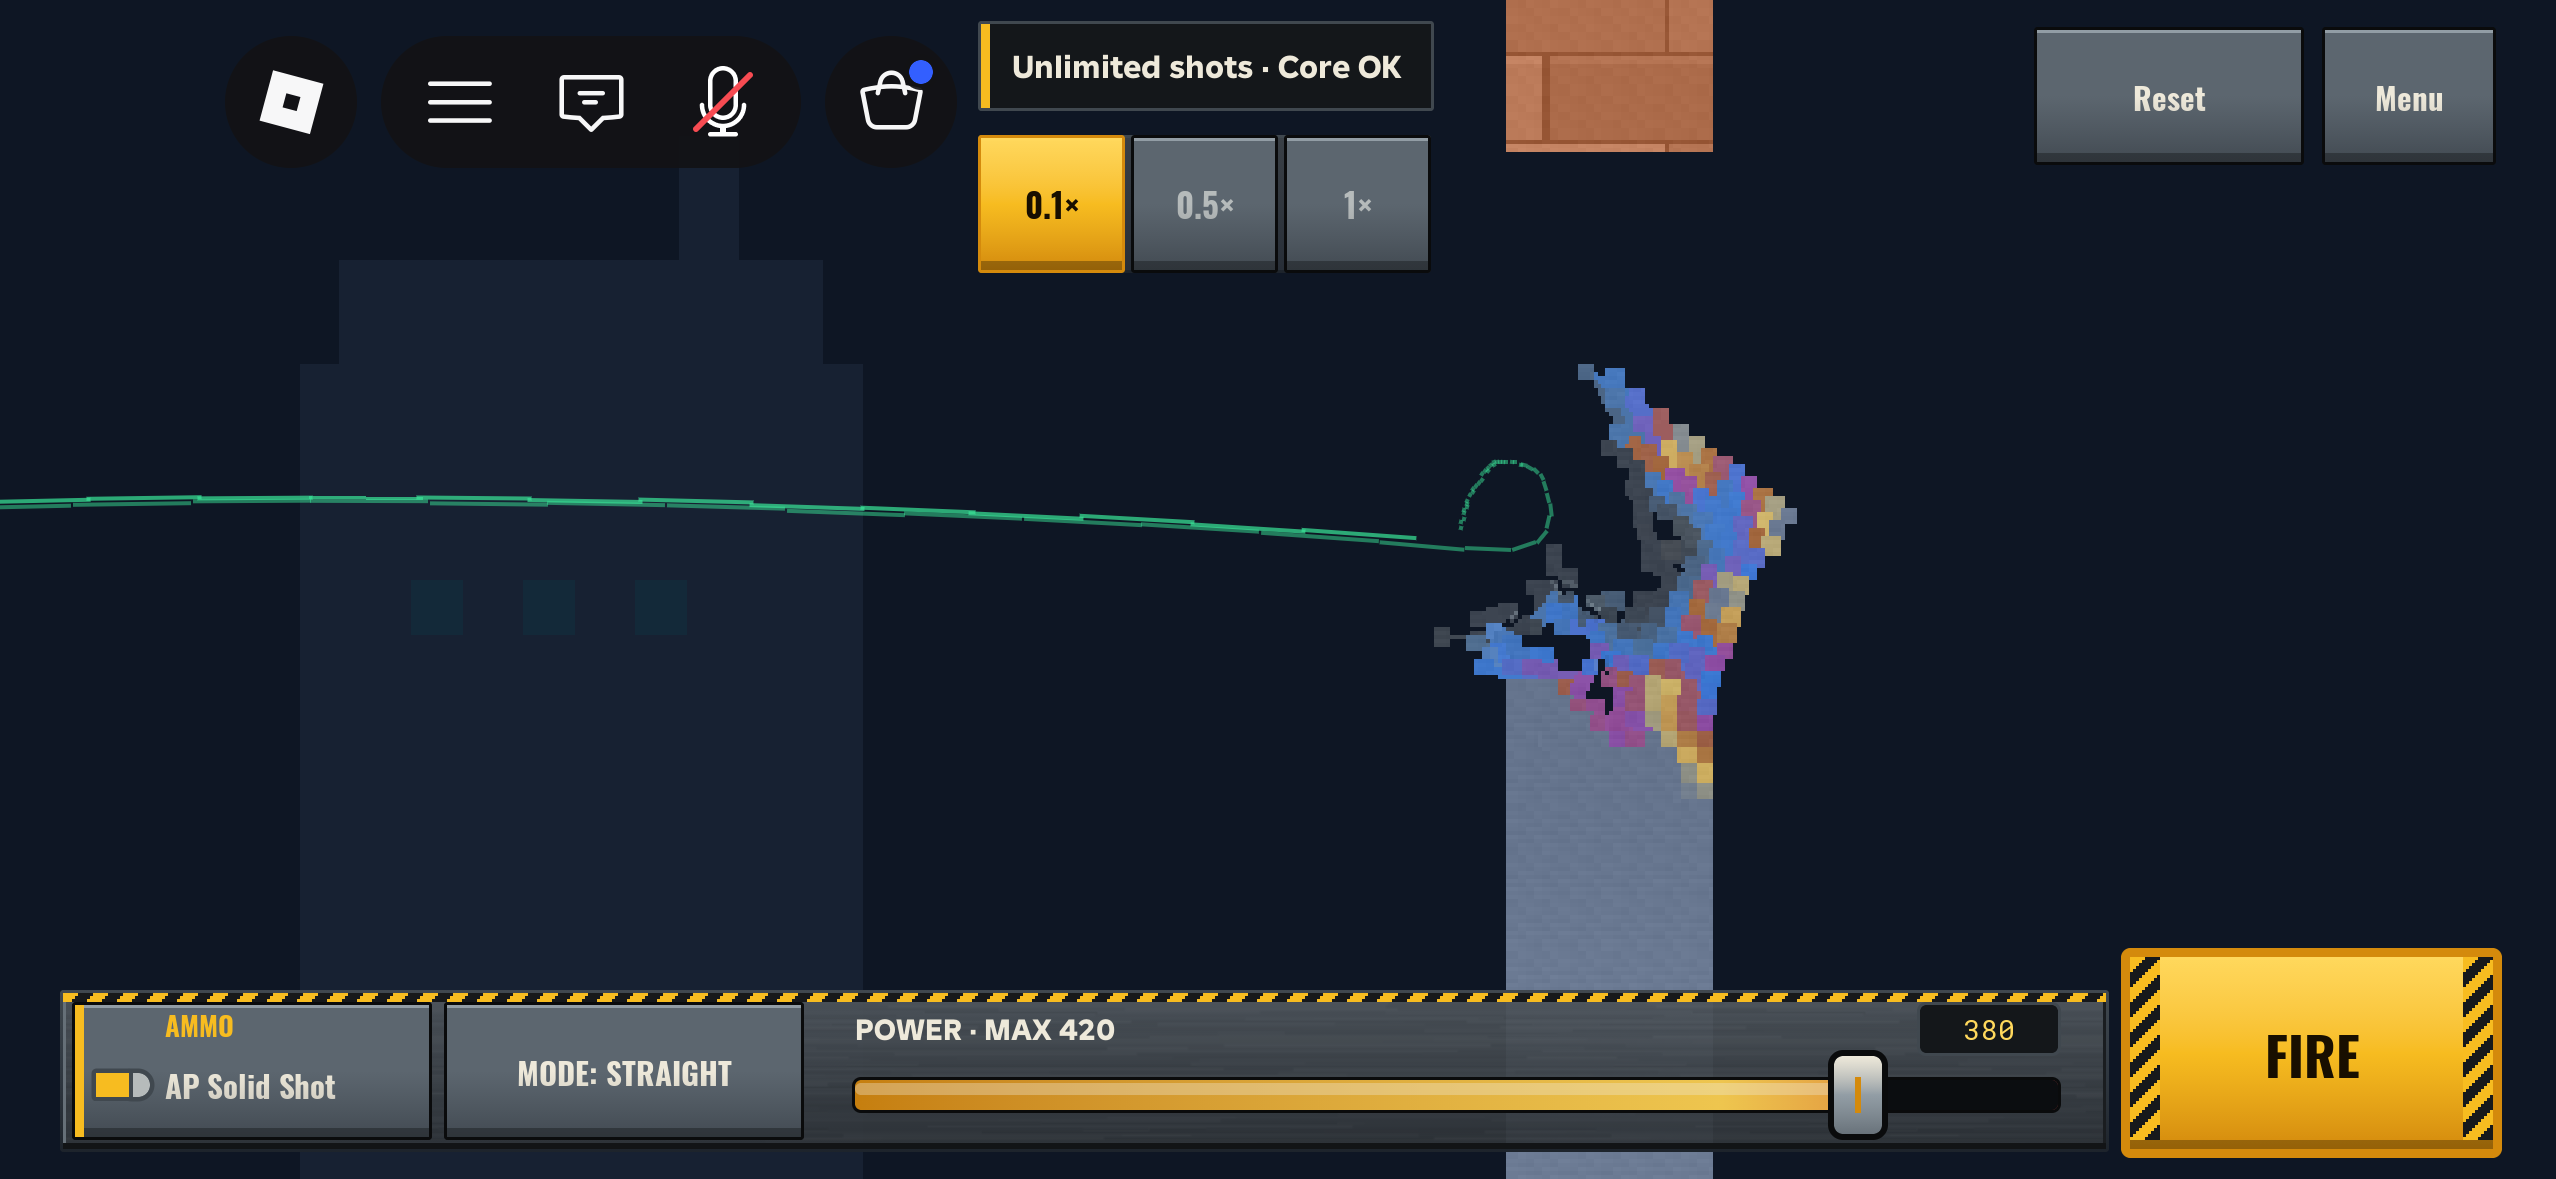 Unlimited shots · Core OK
Reset
Menu
0.1×
0.5×
1×
AMMO
AP Solid Shot
MODE: STRAIGHT
POWER · MAX 420
380
FIRE